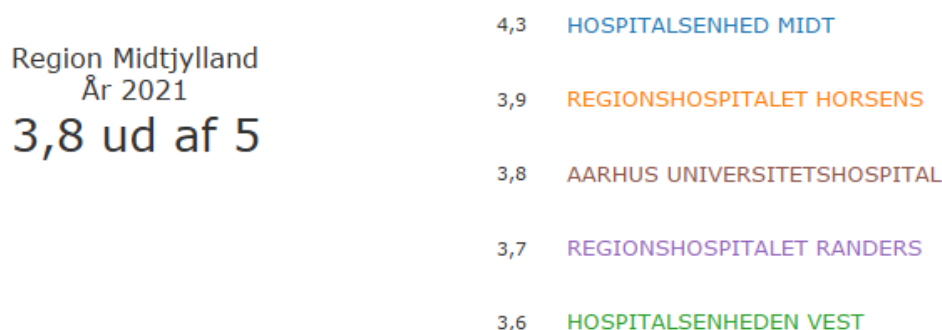 Region Midtjylland
År 2021
3,8 ud af 5
4,3 HOSPITALSENHED MIDT
3,9 REGIONSHOSPITALET HORSENS
3,8 AARHUS UNIVERSITETSHOSPITAL
3,7 REGIONSHOSPITALET RANDERS
3,6 HOSPITALSENHEDEN VEST